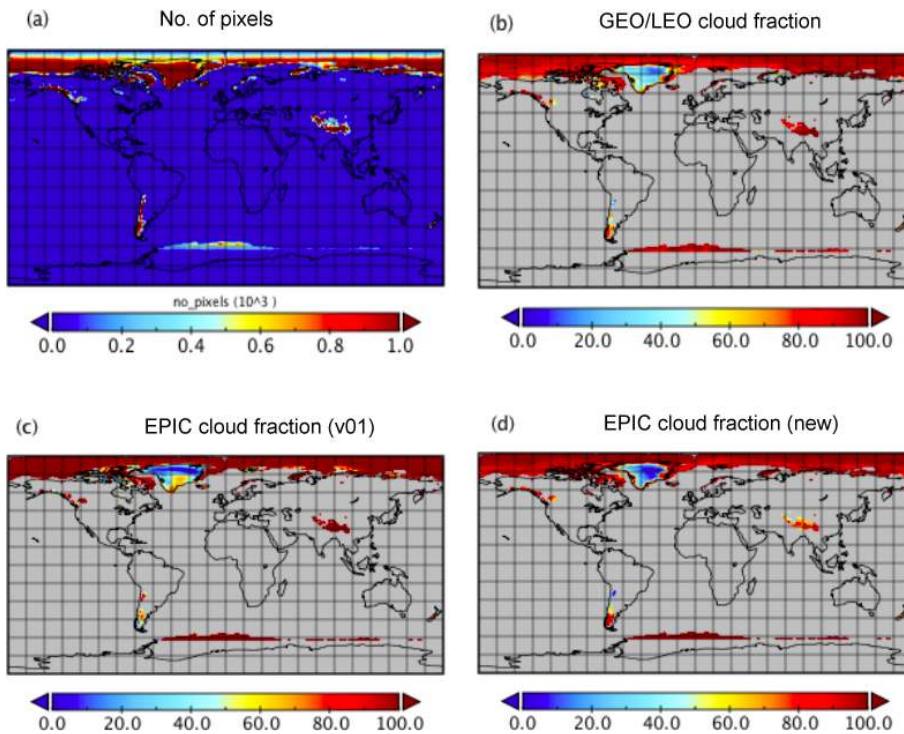 (a) No. of pixels
(b) GEO/LEO cloud fraction
no_pixels (10^3 )
0.0 0.2 0.4 0.6 0.8 1.0
0.0 20.0 40.0 60.0 80.0 100.0
(c) EPIC cloud fraction (v01)
(d) EPIC cloud fraction (new)
0.0 20.0 40.0 60.0 80.0 100.0
0.0 20.0 40.0 60.0 80.0 100.0